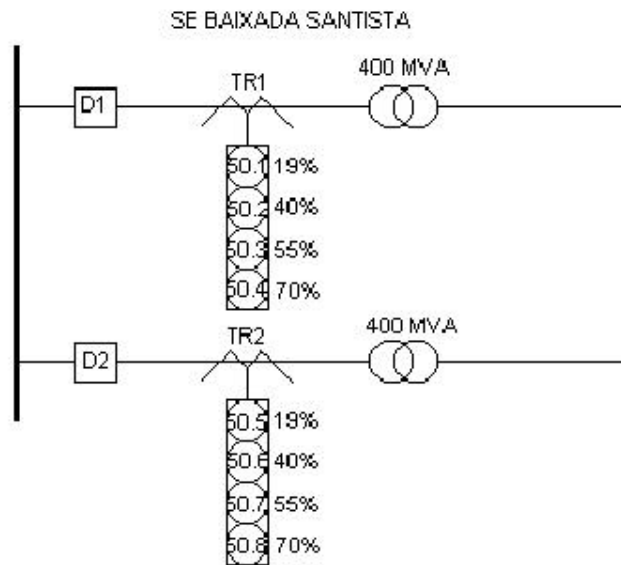 SE BAIXADA SANTISTA
400 MVA
TR1
D1
50.1 19%
50.2 40%
50.3 55%
50.4 70%
400 MVA
TR2
D2
50.5 19%
50.6 40%
50.7 55%
50.8 70%